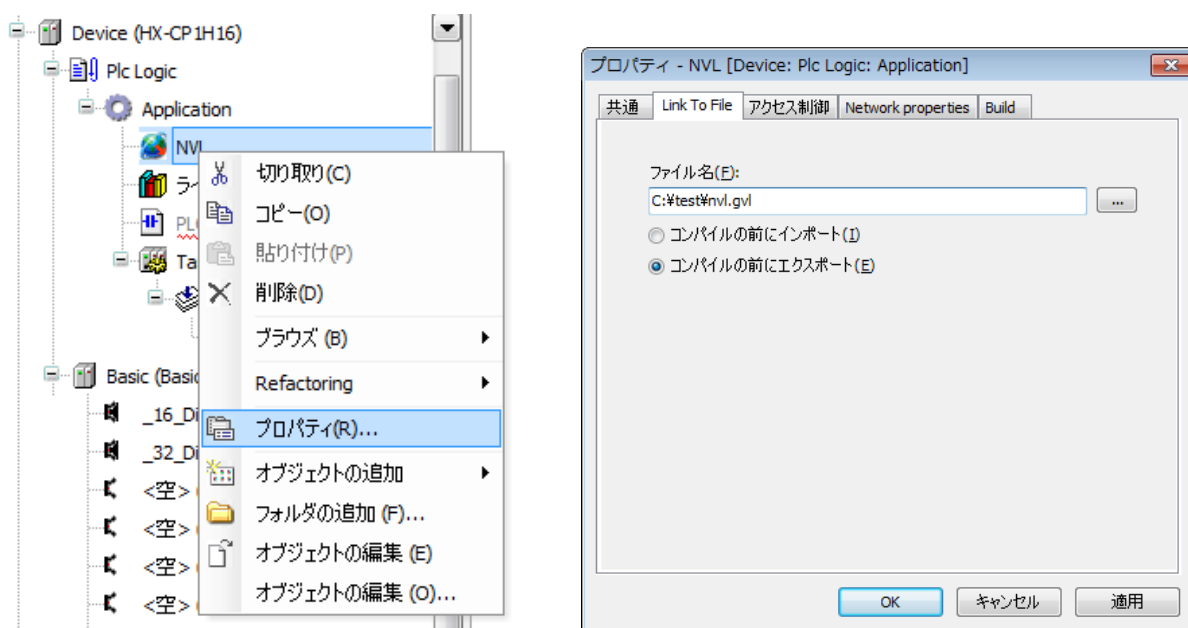 Device (HX-CP1H16)
Plc Logic
Application
NVL
ラ
PL
Ta
Basic (Basic
_16_Di
_32_Di
<空>
<空>
<空>
<空>
切り取り(C)
コピー(O)
貼り付け(P)
削除(D)
ブラウズ (B)
Refactoring
プロパティ(R)...
オブジェクトの追加
フォルダの追加 (F)...
オブジェクトの編集 (E)
オブジェクトの編集 (O)...
プロパティ - NVL [Device: Plc Logic: Application]
共通 Link To File アクセス制御 Network properties Build
ファイル名(F):
C:¥test¥nvl.gvl ...
コンパイルの前にインポート(I)
コンパイルの前にエクスポート(E)
OK キャンセル 適用